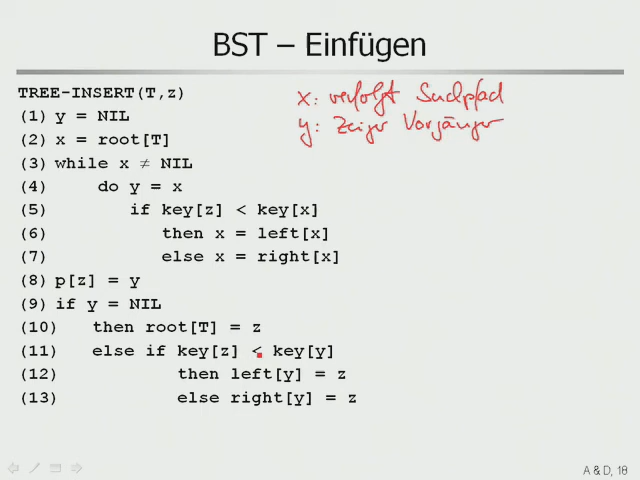 BST – Einfügen
TREE-INSERT(T,z)
x: verfolgt Suchpfad
(1) y = NIL
y: Zeiger Vorgänger
(2) x = root[T]
(3) while x ≠ NIL
(4) do y = x
(5) if key[z] < key[x]
(6) then x = left[x]
(7) else x = right[x]
(8) p[z] = y
(9) if y = NIL
(10) then root[T] = z
(11) else if key[z] < key[y]
(12) then left[y] = z
(13) else right[y] = z
A & D, 18